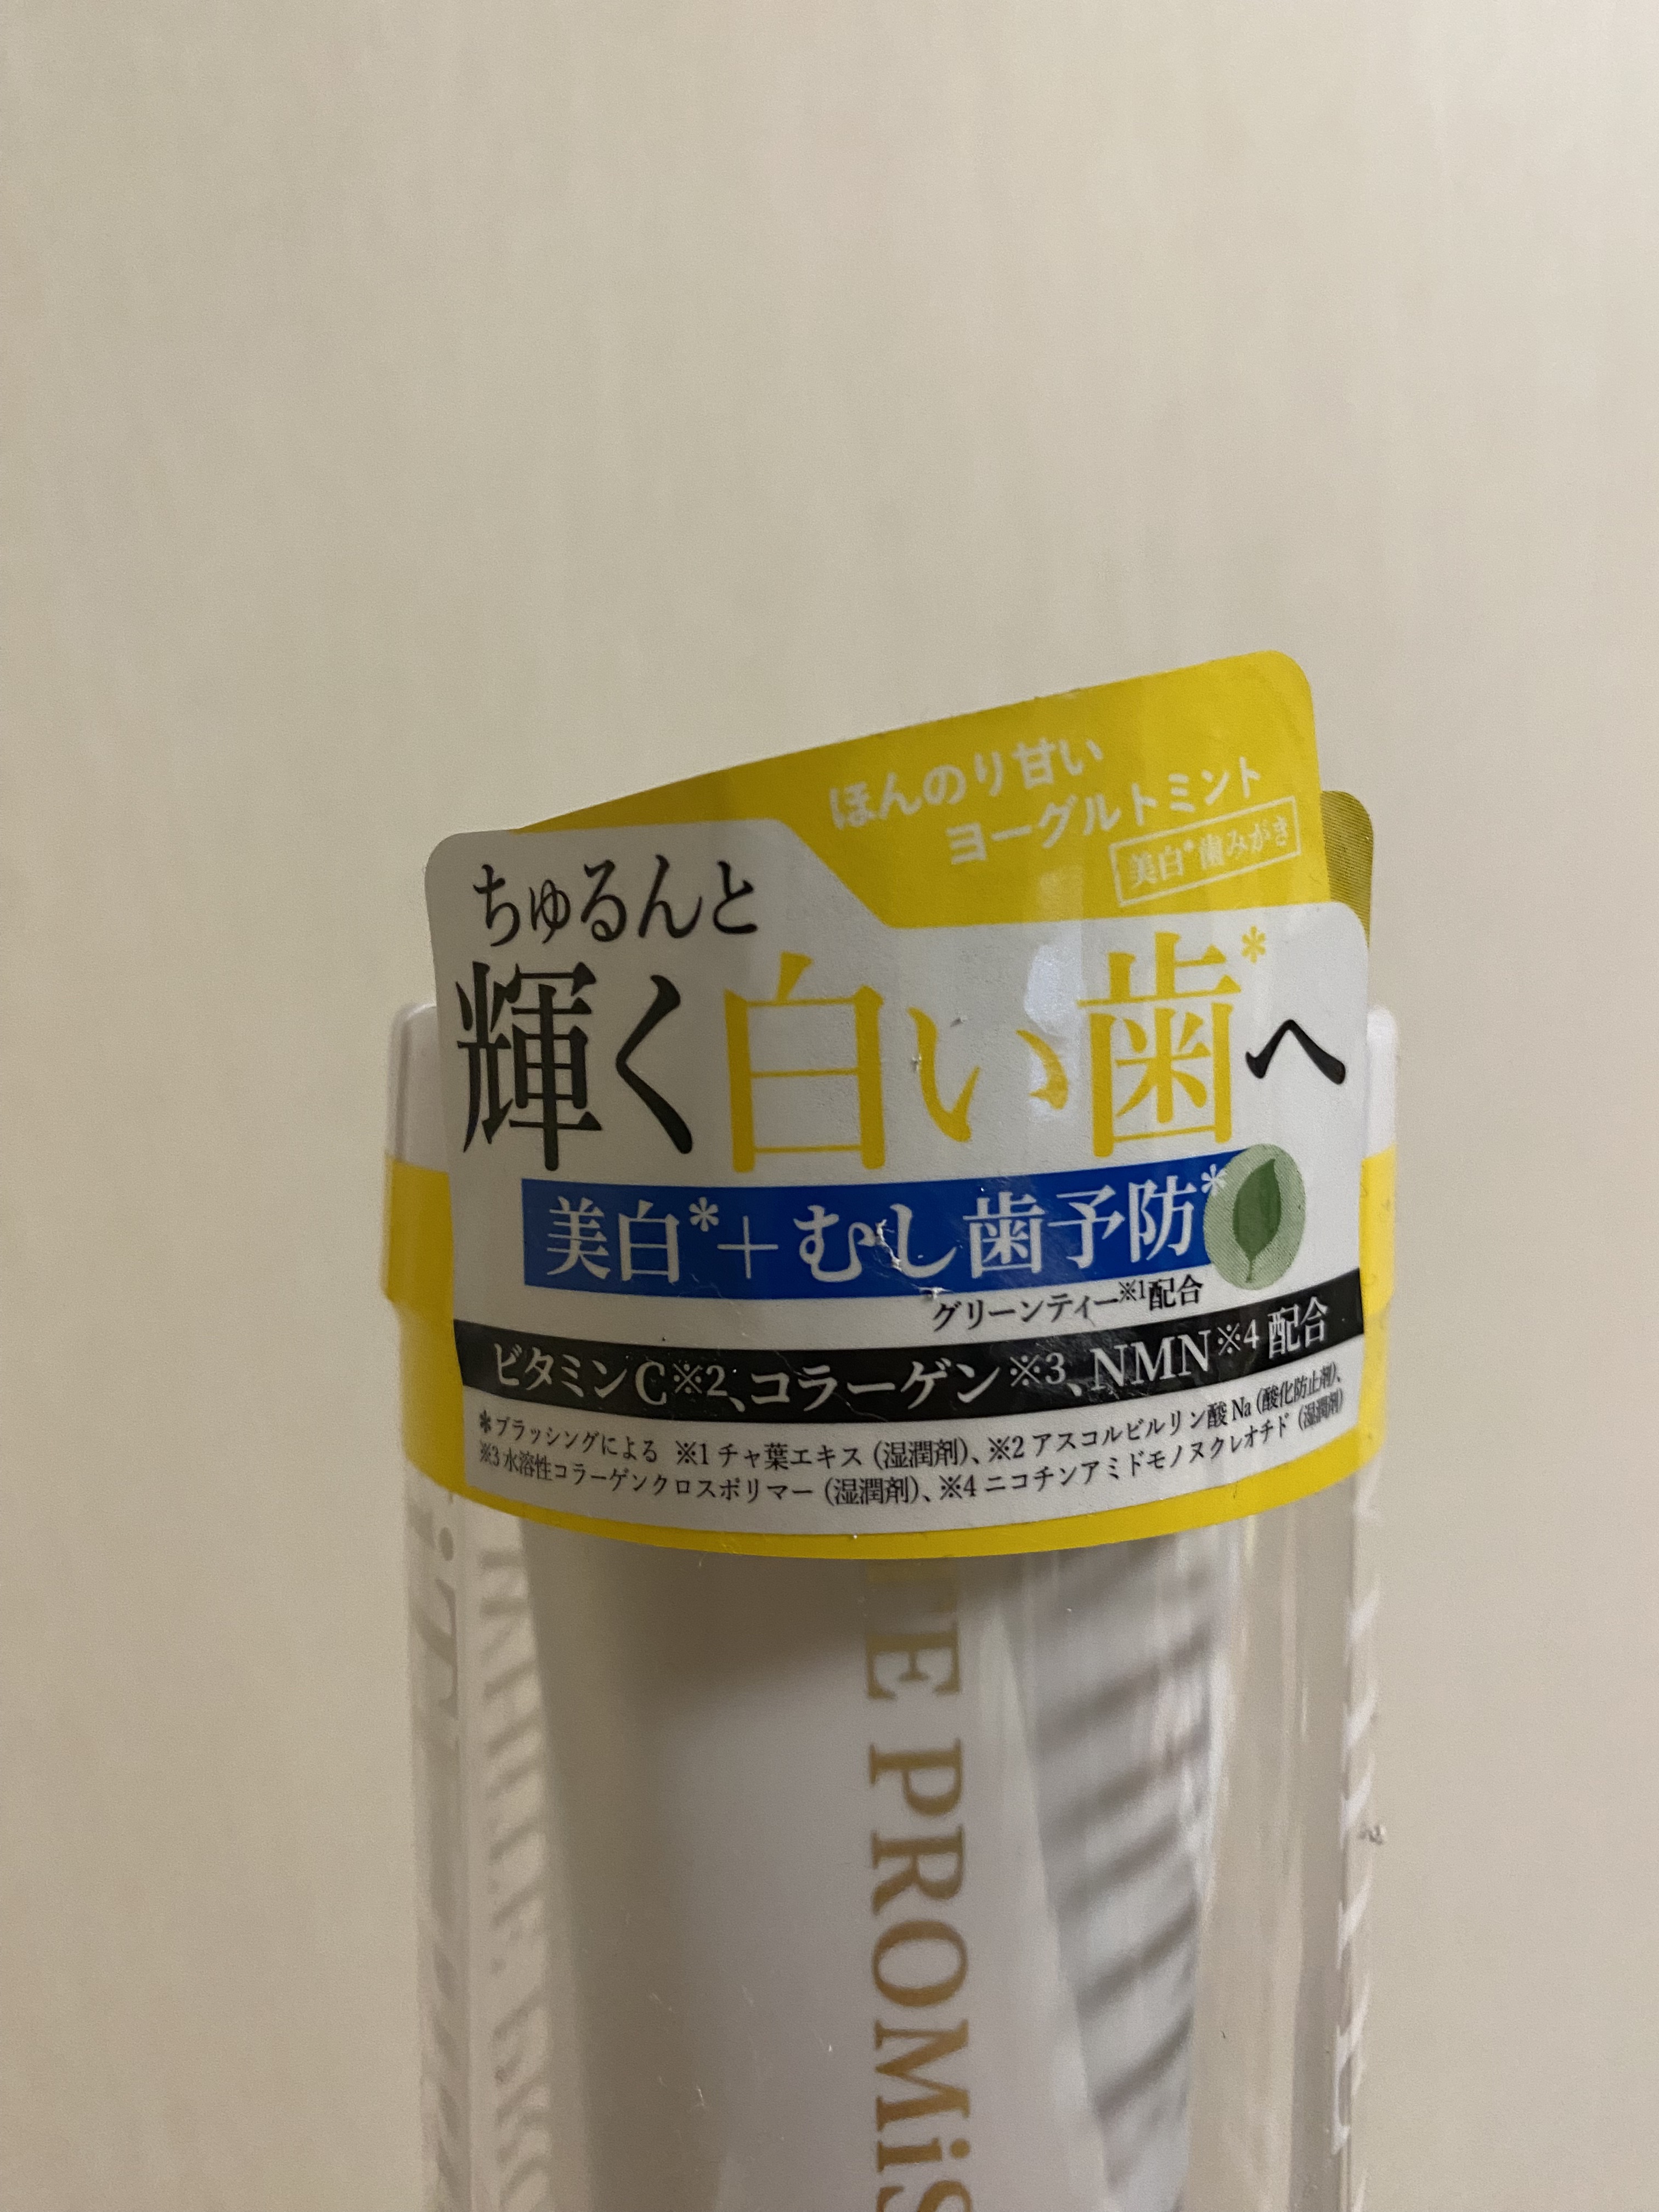 ほんのり甘い
ヨーグルトミント
美白*歯みがき
ちゅるんと
輝く白い歯*へ
美白*+むし歯予防*
グリーンティー※1配合
ビタミンC※2、コラーゲン※3、NMN※4配合
*ブラッシングによる ※1 チャ葉エキス(湿潤剤)、※2 アスコルビルリン酸Na(酸化防止剤)、
※3 水溶性コラーゲンクロスポリマー(湿潤剤)、※4 ニコチンアミドモノヌクレオチド(湿潤剤)
TE PROMiS